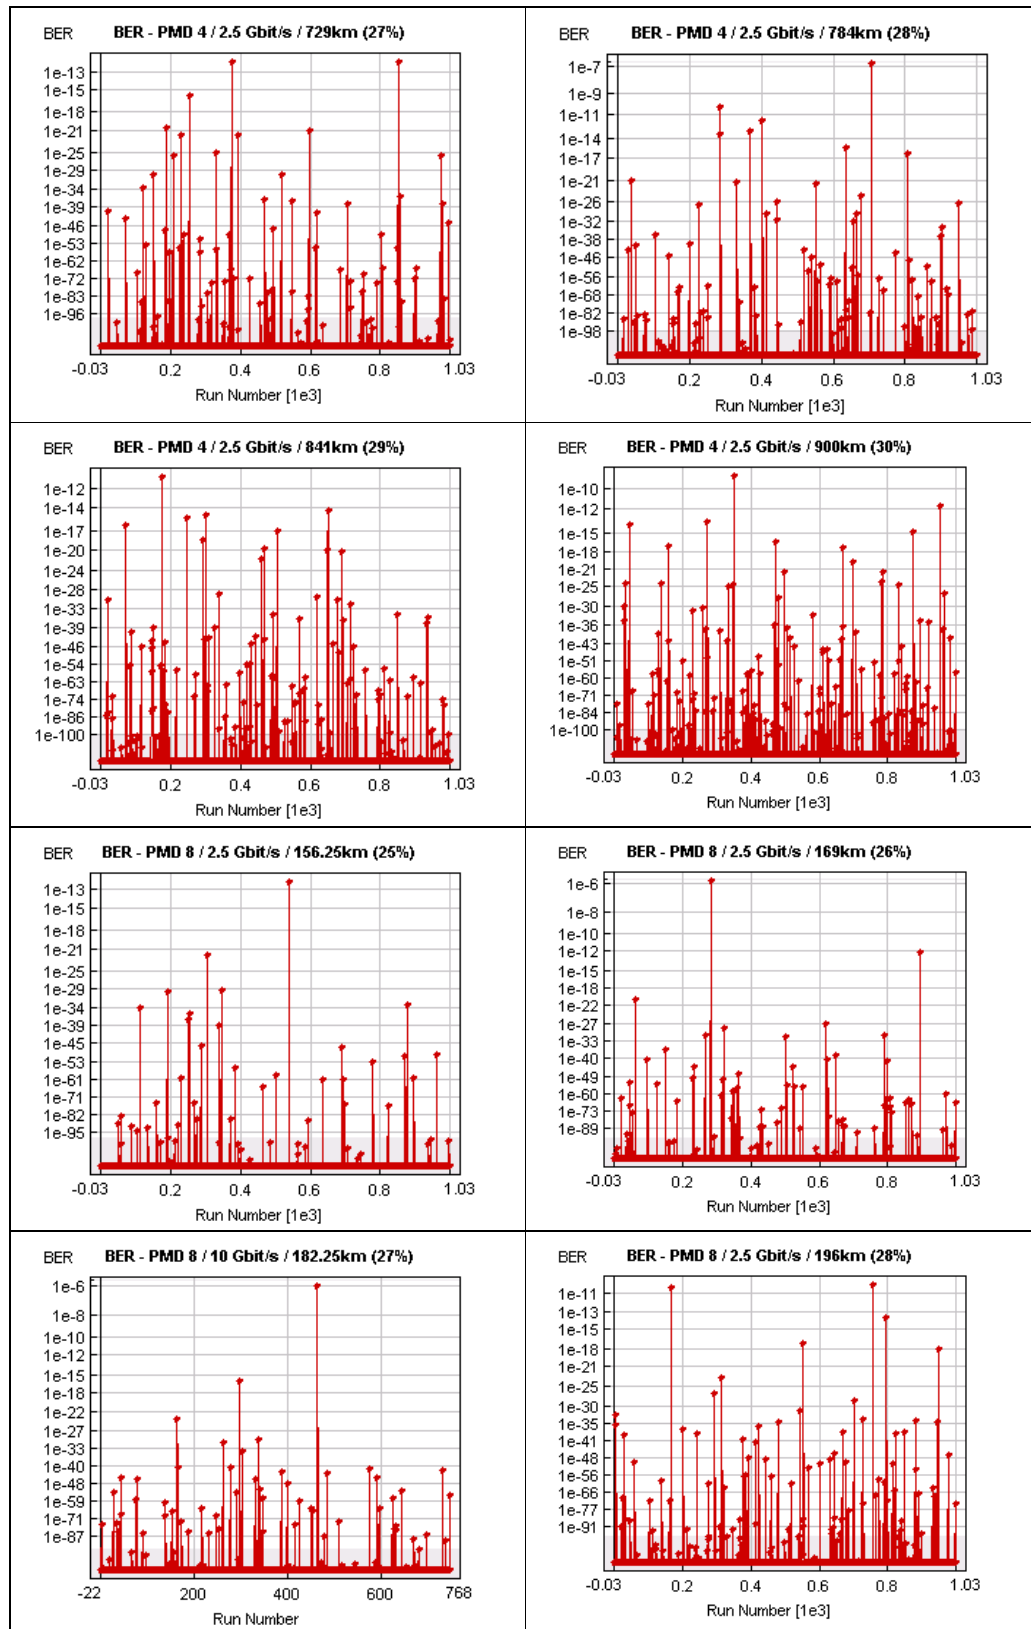 BER BER - PMD 4 / 2.5 Gbit/s / 729km (27%)
1e-13
1e-15
1e-18
1e-21
1e-25
1e-29
1e-34
1e-39
1e-46
1e-53
1e-62
1e-72
1e-83
1e-96
-0.03 0.2 0.4 0.6 0.8 1.03
Run Number [1e3]
BER BER - PMD 4 / 2.5 Gbit/s / 784km (28%)
1e-7
1e-9
1e-11
1e-14
1e-17
1e-21
1e-26
1e-32
1e-38
1e-46
1e-56
1e-68
1e-82
1e-98
-0.03 0.2 0.4 0.6 0.8 1.03
Run Number [1e3]
BER BER - PMD 4 / 2.5 Gbit/s / 841km (29%)
1e-12
1e-14
1e-17
1e-20
1e-24
1e-28
1e-33
1e-39
1e-46
1e-54
1e-63
1e-74
1e-86
1e-100
-0.03 0.2 0.4 0.6 0.8 1.03
Run Number [1e3]
BER BER - PMD 4 / 2.5 Gbit/s / 900km (30%)
1e-10
1e-12
1e-15
1e-18
1e-21
1e-25
1e-30
1e-36
1e-43
1e-51
1e-60
1e-71
1e-84
1e-100
-0.03 0.2 0.4 0.6 0.8 1.03
Run Number [1e3]
BER BER - PMD 8 / 2.5 Gbit/s / 156.25km (25%)
1e-13
1e-15
1e-18
1e-21
1e-25
1e-29
1e-34
1e-39
1e-45
1e-53
1e-61
1e-71
1e-82
1e-95
-0.03 0.2 0.4 0.6 0.8 1.03
Run Number [1e3]
BER BER - PMD 8 / 2.5 Gbit/s / 169km (26%)
1e-6
1e-8
1e-10
1e-12
1e-15
1e-18
1e-22
1e-27
1e-33
1e-40
1e-49
1e-60
1e-73
1e-89
-0.03 0.2 0.4 0.6 0.8 1.03
Run Number [1e3]
BER BER - PMD 8 / 10 Gbit/s / 182.25km (27%)
1e-6
1e-8
1e-10
1e-12
1e-15
1e-18
1e-22
1e-27
1e-33
1e-40
1e-48
1e-59
1e-71
1e-87
-22 200 400 600 768
Run Number
BER BER - PMD 8 / 2.5 Gbit/s / 196km (28%)
1e-11
1e-13
1e-15
1e-18
1e-21
1e-25
1e-30
1e-35
1e-41
1e-48
1e-56
1e-66
1e-77
1e-91
-0.03 0.2 0.4 0.6 0.8 1.03
Run Number [1e3]